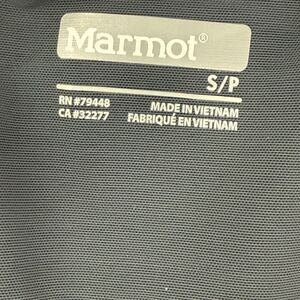 Marmot®
S/P
RN #79448 MADE IN VIETNAM
CA #32277 FABRIQUÉ EN VIETNAM